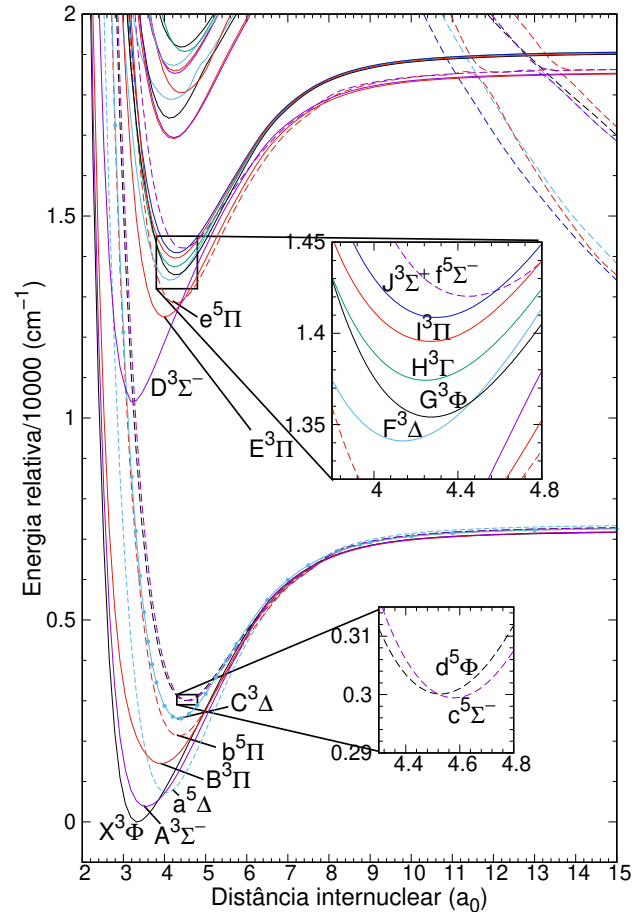 2
1.5
1
0.5
0
Energia relativa/10000 (cm⁻¹)
1.45
1.4
1.35
J³Σ⁺ f⁵Σ⁻
I³Π
H³Γ
G³Φ
F³Δ
4 4.4 4.8
e⁵Π
D³Σ⁻
E³Π
0.31
0.3
0.29
d⁵Φ
c⁵Σ⁻
4.4 4.6 4.8
C³Δ
b⁵Π
B³Π
a⁵Δ
X³Φ A³Σ⁻
2 3 4 5 6 7 8 9 10 11 12 13 14 15
Distância internuclear (a₀)